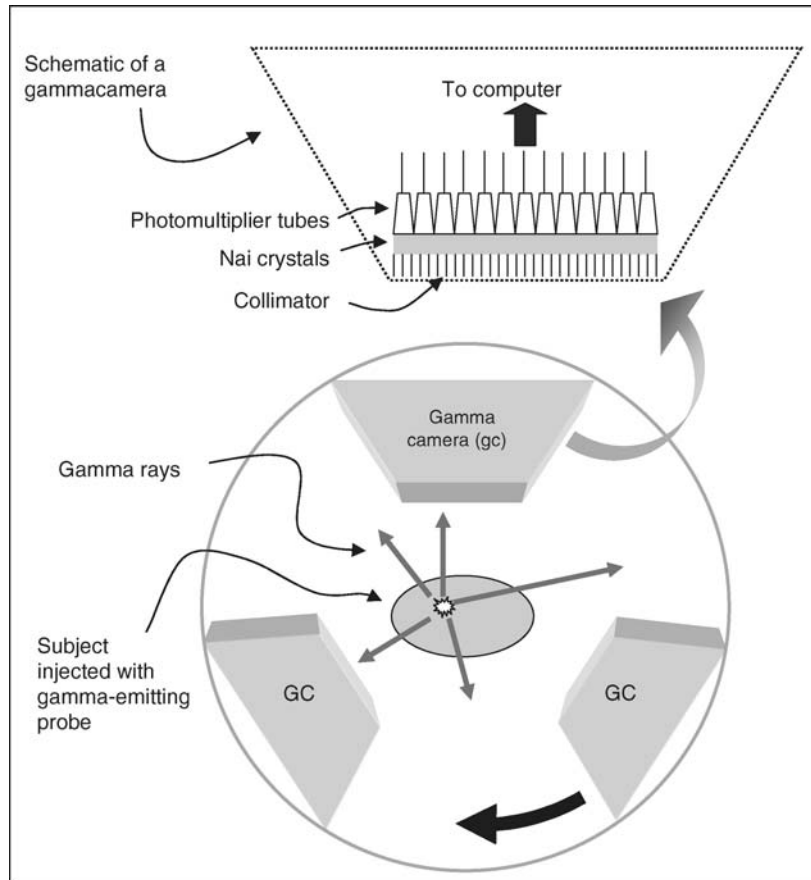 Schematic of a
gammacamera
To computer
Photomultiplier tubes
Nai crystals
Collimator
Gamma
camera (gc)
Gamma rays
Subject
injected with
gamma-emitting
probe
GC
GC